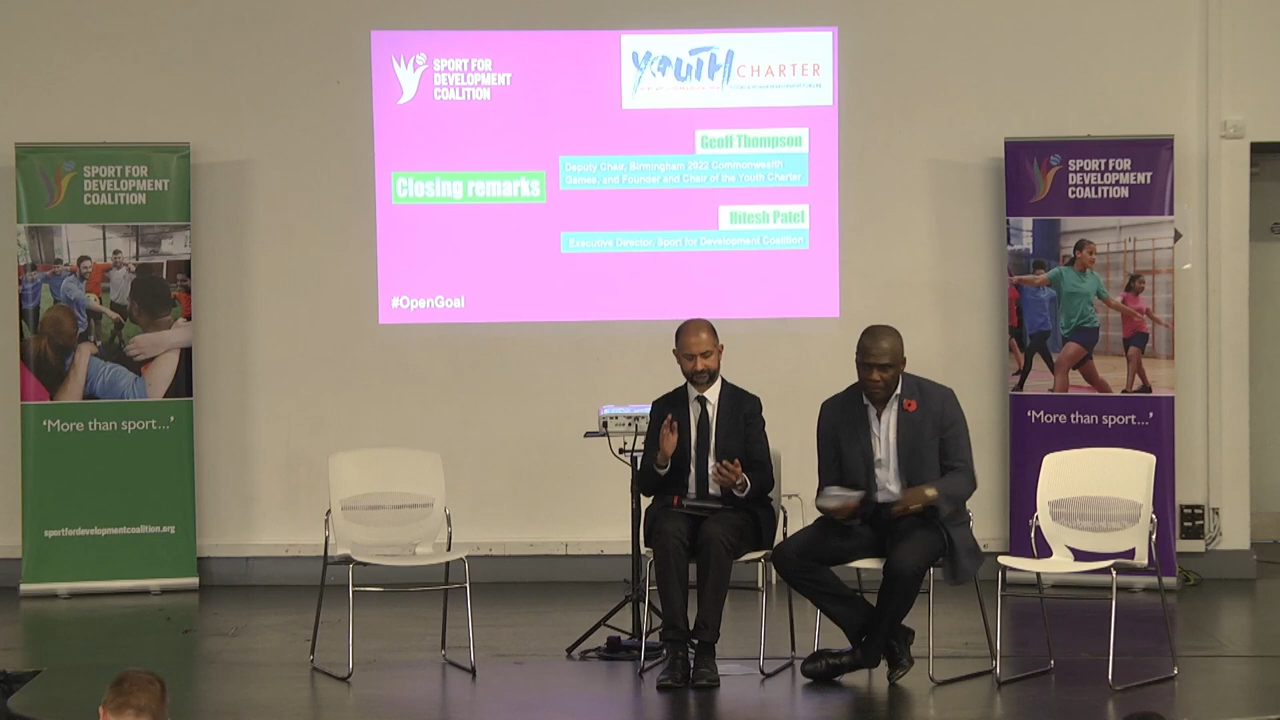 SPORT FOR
DEVELOPMENT
COALITION
YOUTH CHARTER
Geoff Thompson
Deputy Chair, Birmingham 2022 Commonwealth
Games, and Founder and Chair of the Youth Charter
Closing remarks
Hitesh Patel
Executive Director, Sport for Development Coalition
#OpenGoal
SPORT FOR
DEVELOPMENT
COALITION
'More than sport...'
sportfordevelopmentcoalition.org
SPORT FOR
DEVELOPMENT
COALITION
'More than sport...'